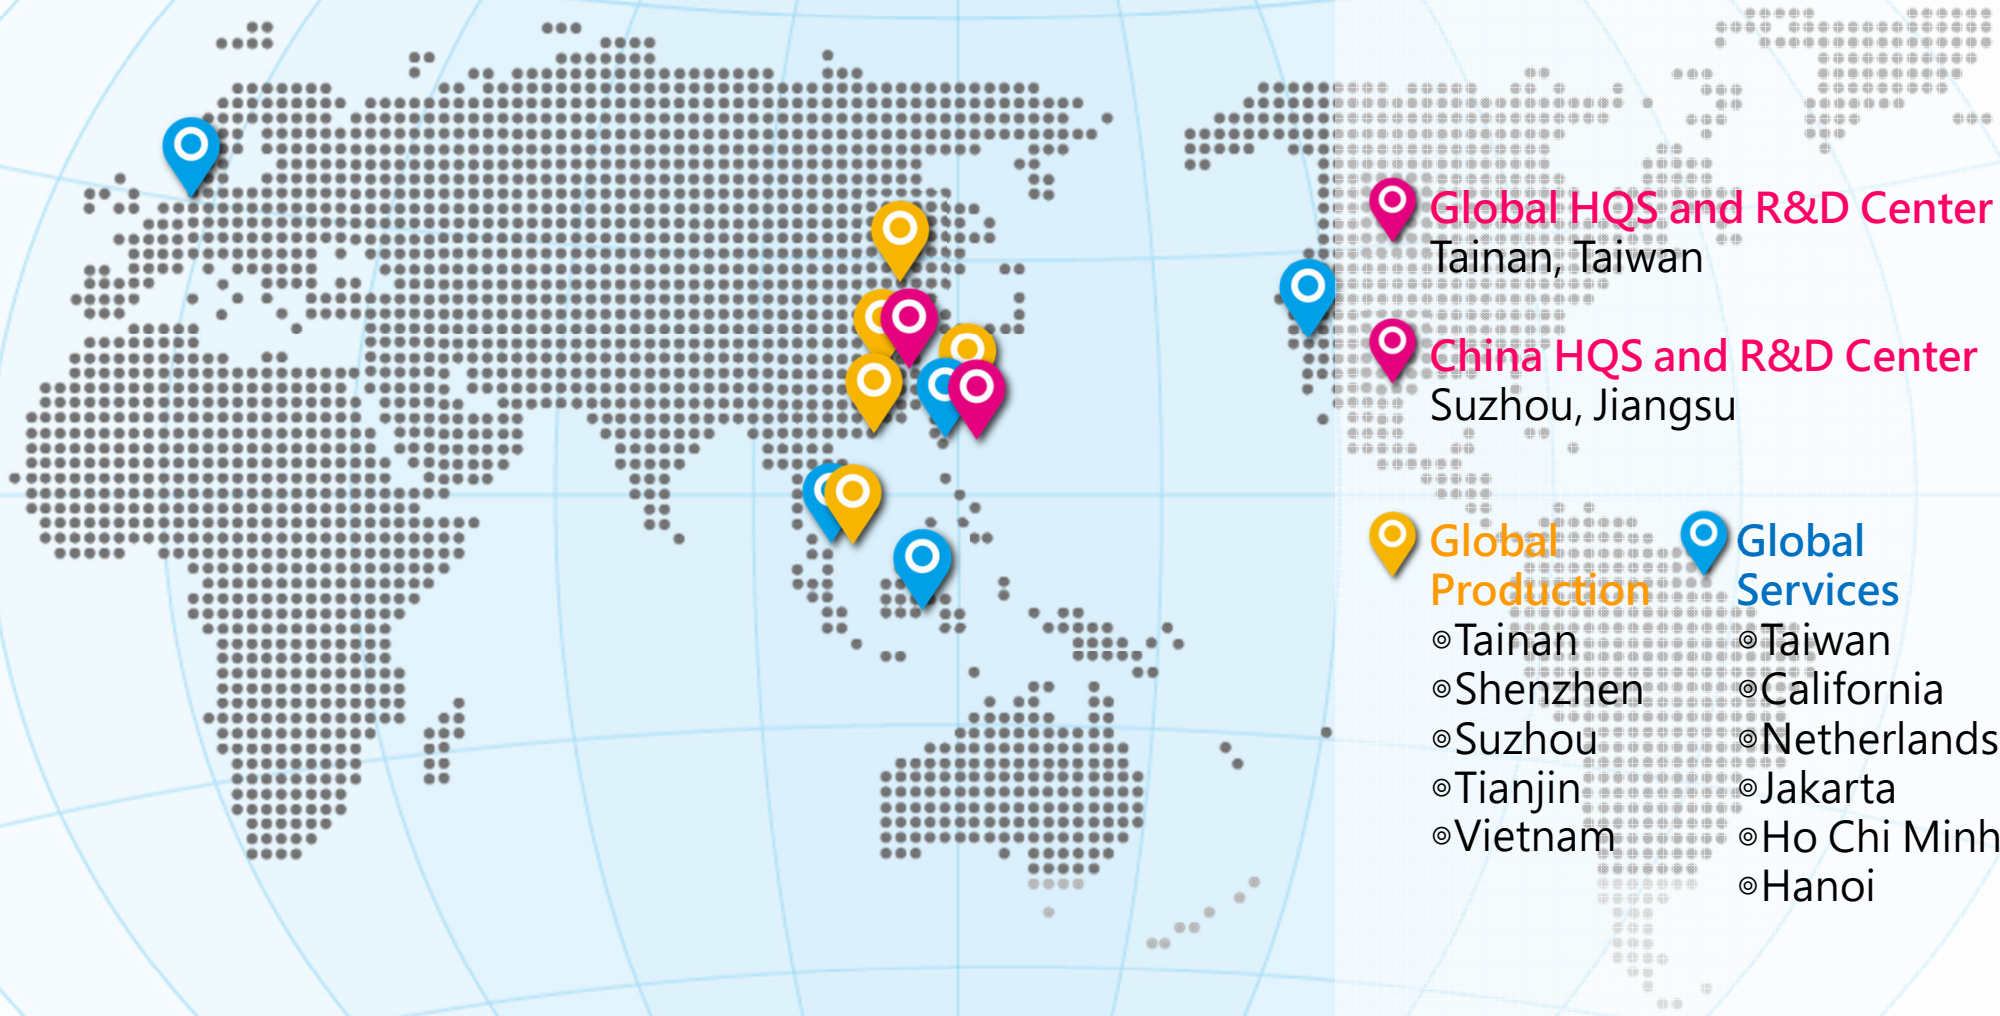 Global HQS and R&D Center
Tainan, Taiwan
China HQS and R&D Center
Suzhou, Jiangsu
Global
Production
◎Tainan
◎Shenzhen
◎Suzhou
◎Tianjin
◎Vietnam
Global
Services
◎Taiwan
◎California
◎Netherlands
◎Jakarta
◎Ho Chi Minh
◎Hanoi